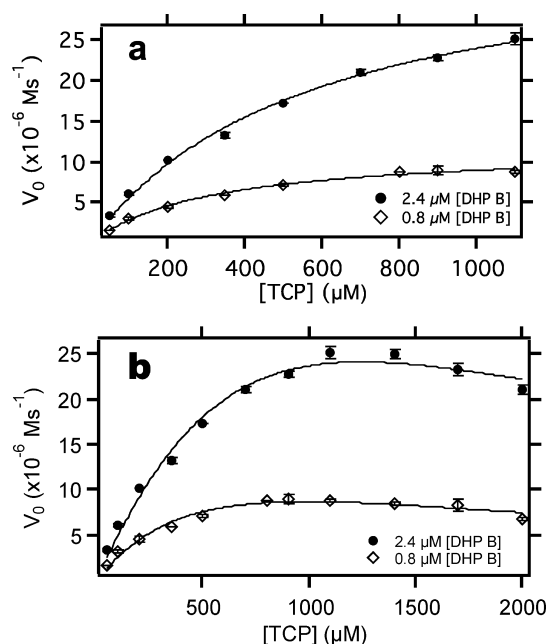 a
25
20
15
10
5
V0 (x10⁻⁶ Ms⁻¹)
2.4 µM [DHP B]
0.8 µM [DHP B]
200 400 600 800 1000
[TCP] (µM)
b
25
20
15
10
5
V0 (x10⁻⁶ Ms⁻¹)
2.4 µM [DHP B]
0.8 µM [DHP B]
500 1000 1500 2000
[TCP] (µM)